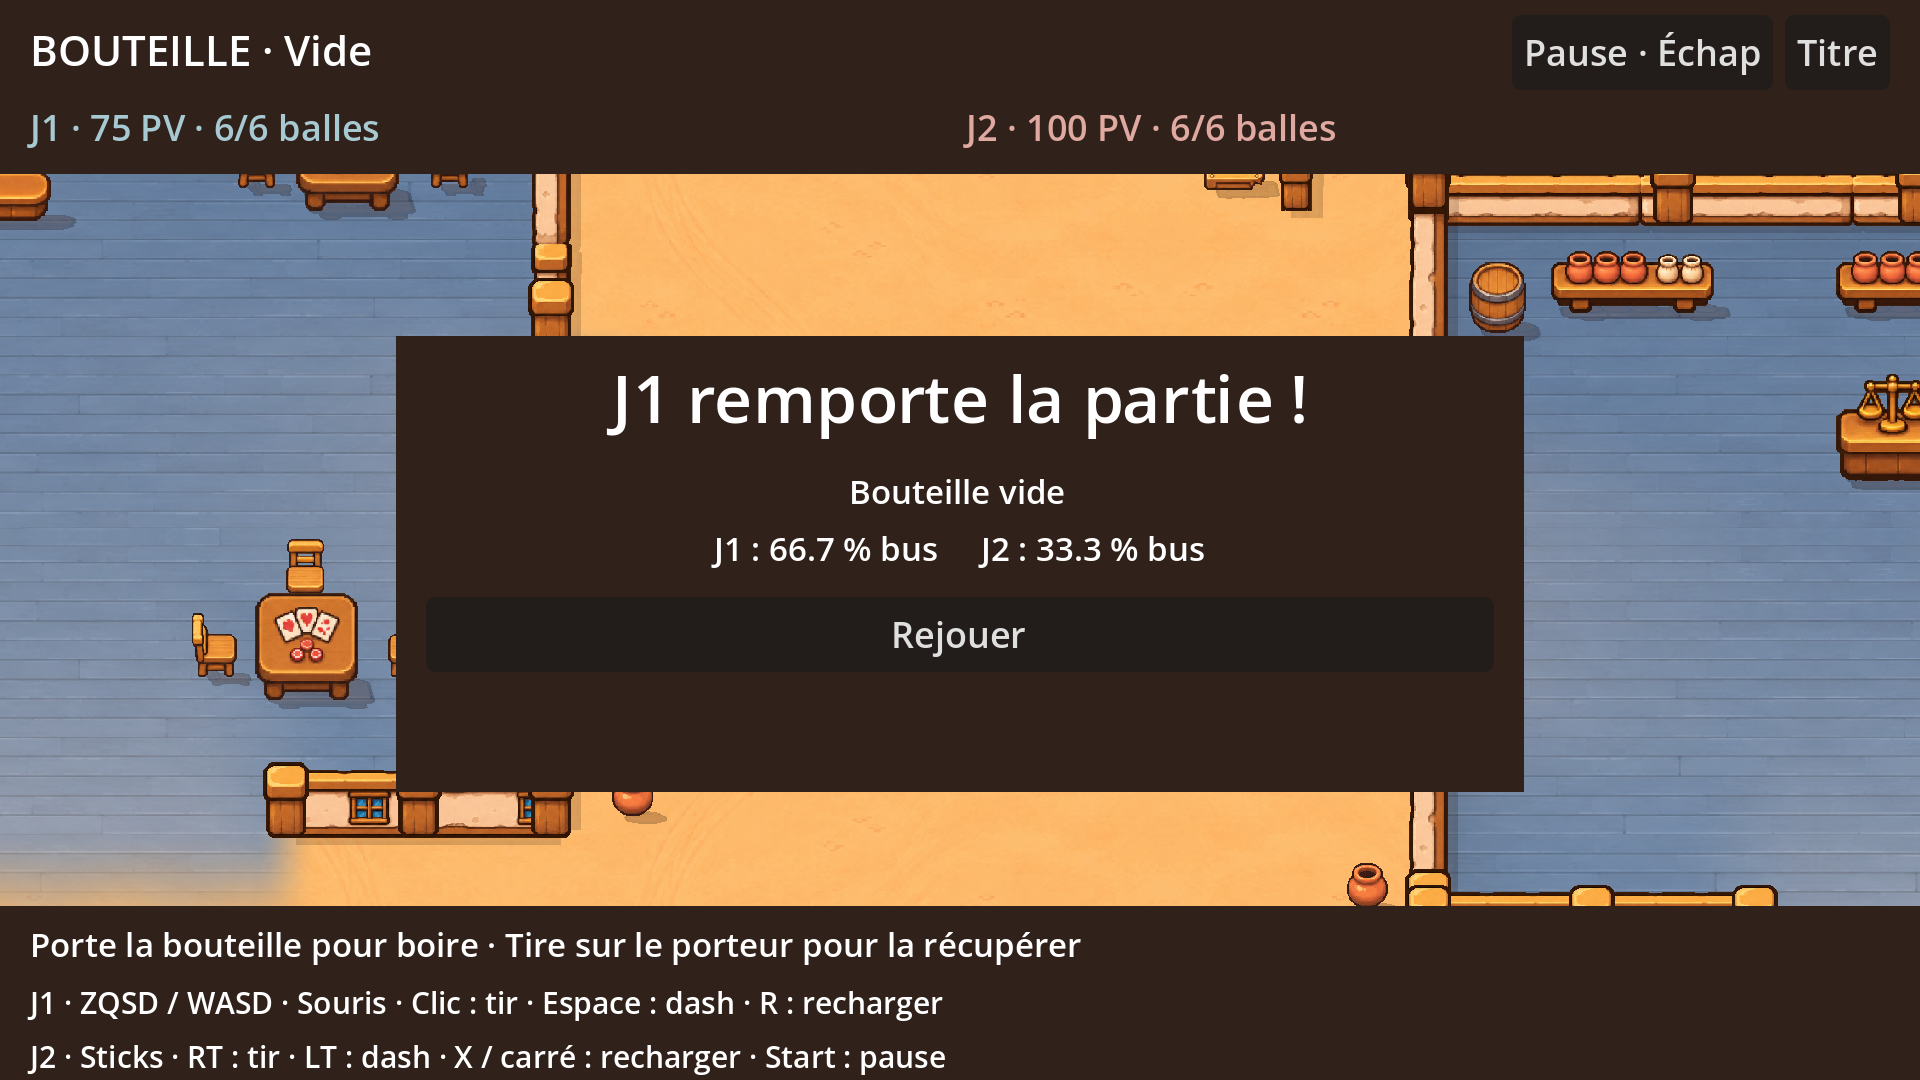 BOUTEILLE · Vide
Pause · Échap
Titre
J1 · 75 PV · 6/6 balles
J2 · 100 PV · 6/6 balles
J1 remporte la partie !
Bouteille vide
J1 : 66.7 % bus J2 : 33.3 % bus
Rejouer
Porte la bouteille pour boire · Tire sur le porteur pour la récupérer
J1 · ZQSD / WASD · Souris · Clic : tir · Espace : dash · R : recharger
J2 · Sticks · RT : tir · LT : dash · X / carré : recharger · Start : pause